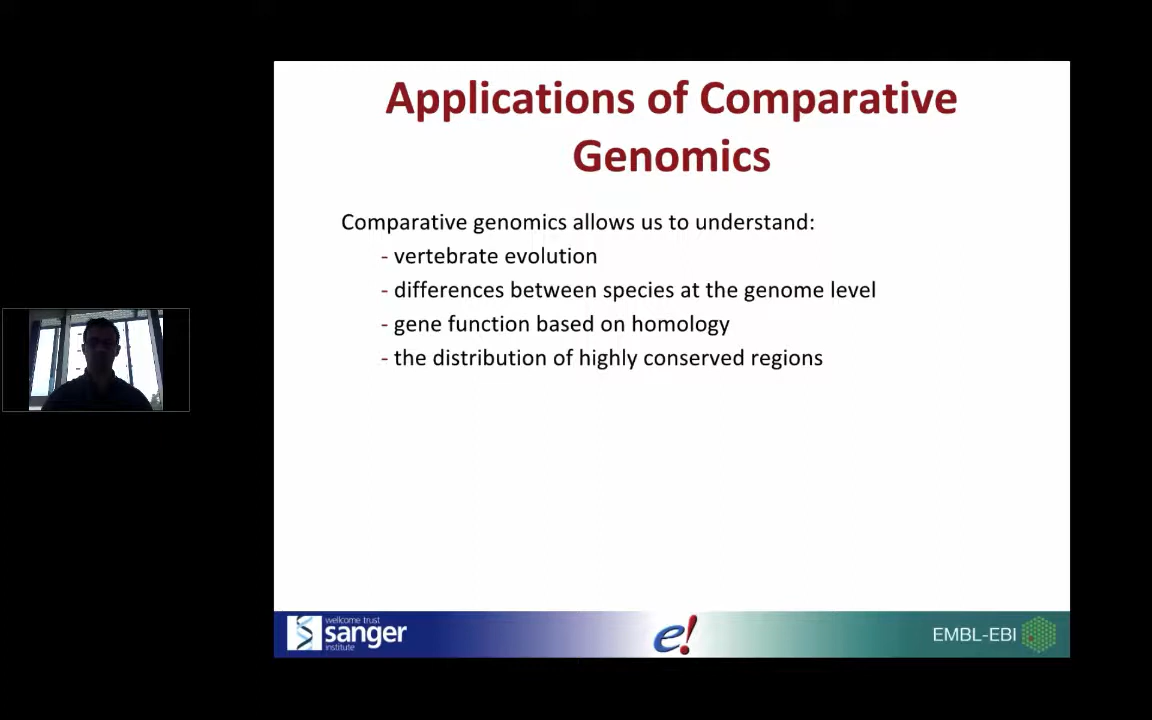 Applications of Comparative
Genomics
Comparative genomics allows us to understand:
- vertebrate evolution
- differences between species at the genome level
- gene function based on homology
- the distribution of highly conserved regions
wellcome trust
sanger
institute
e!
EMBL-EBI